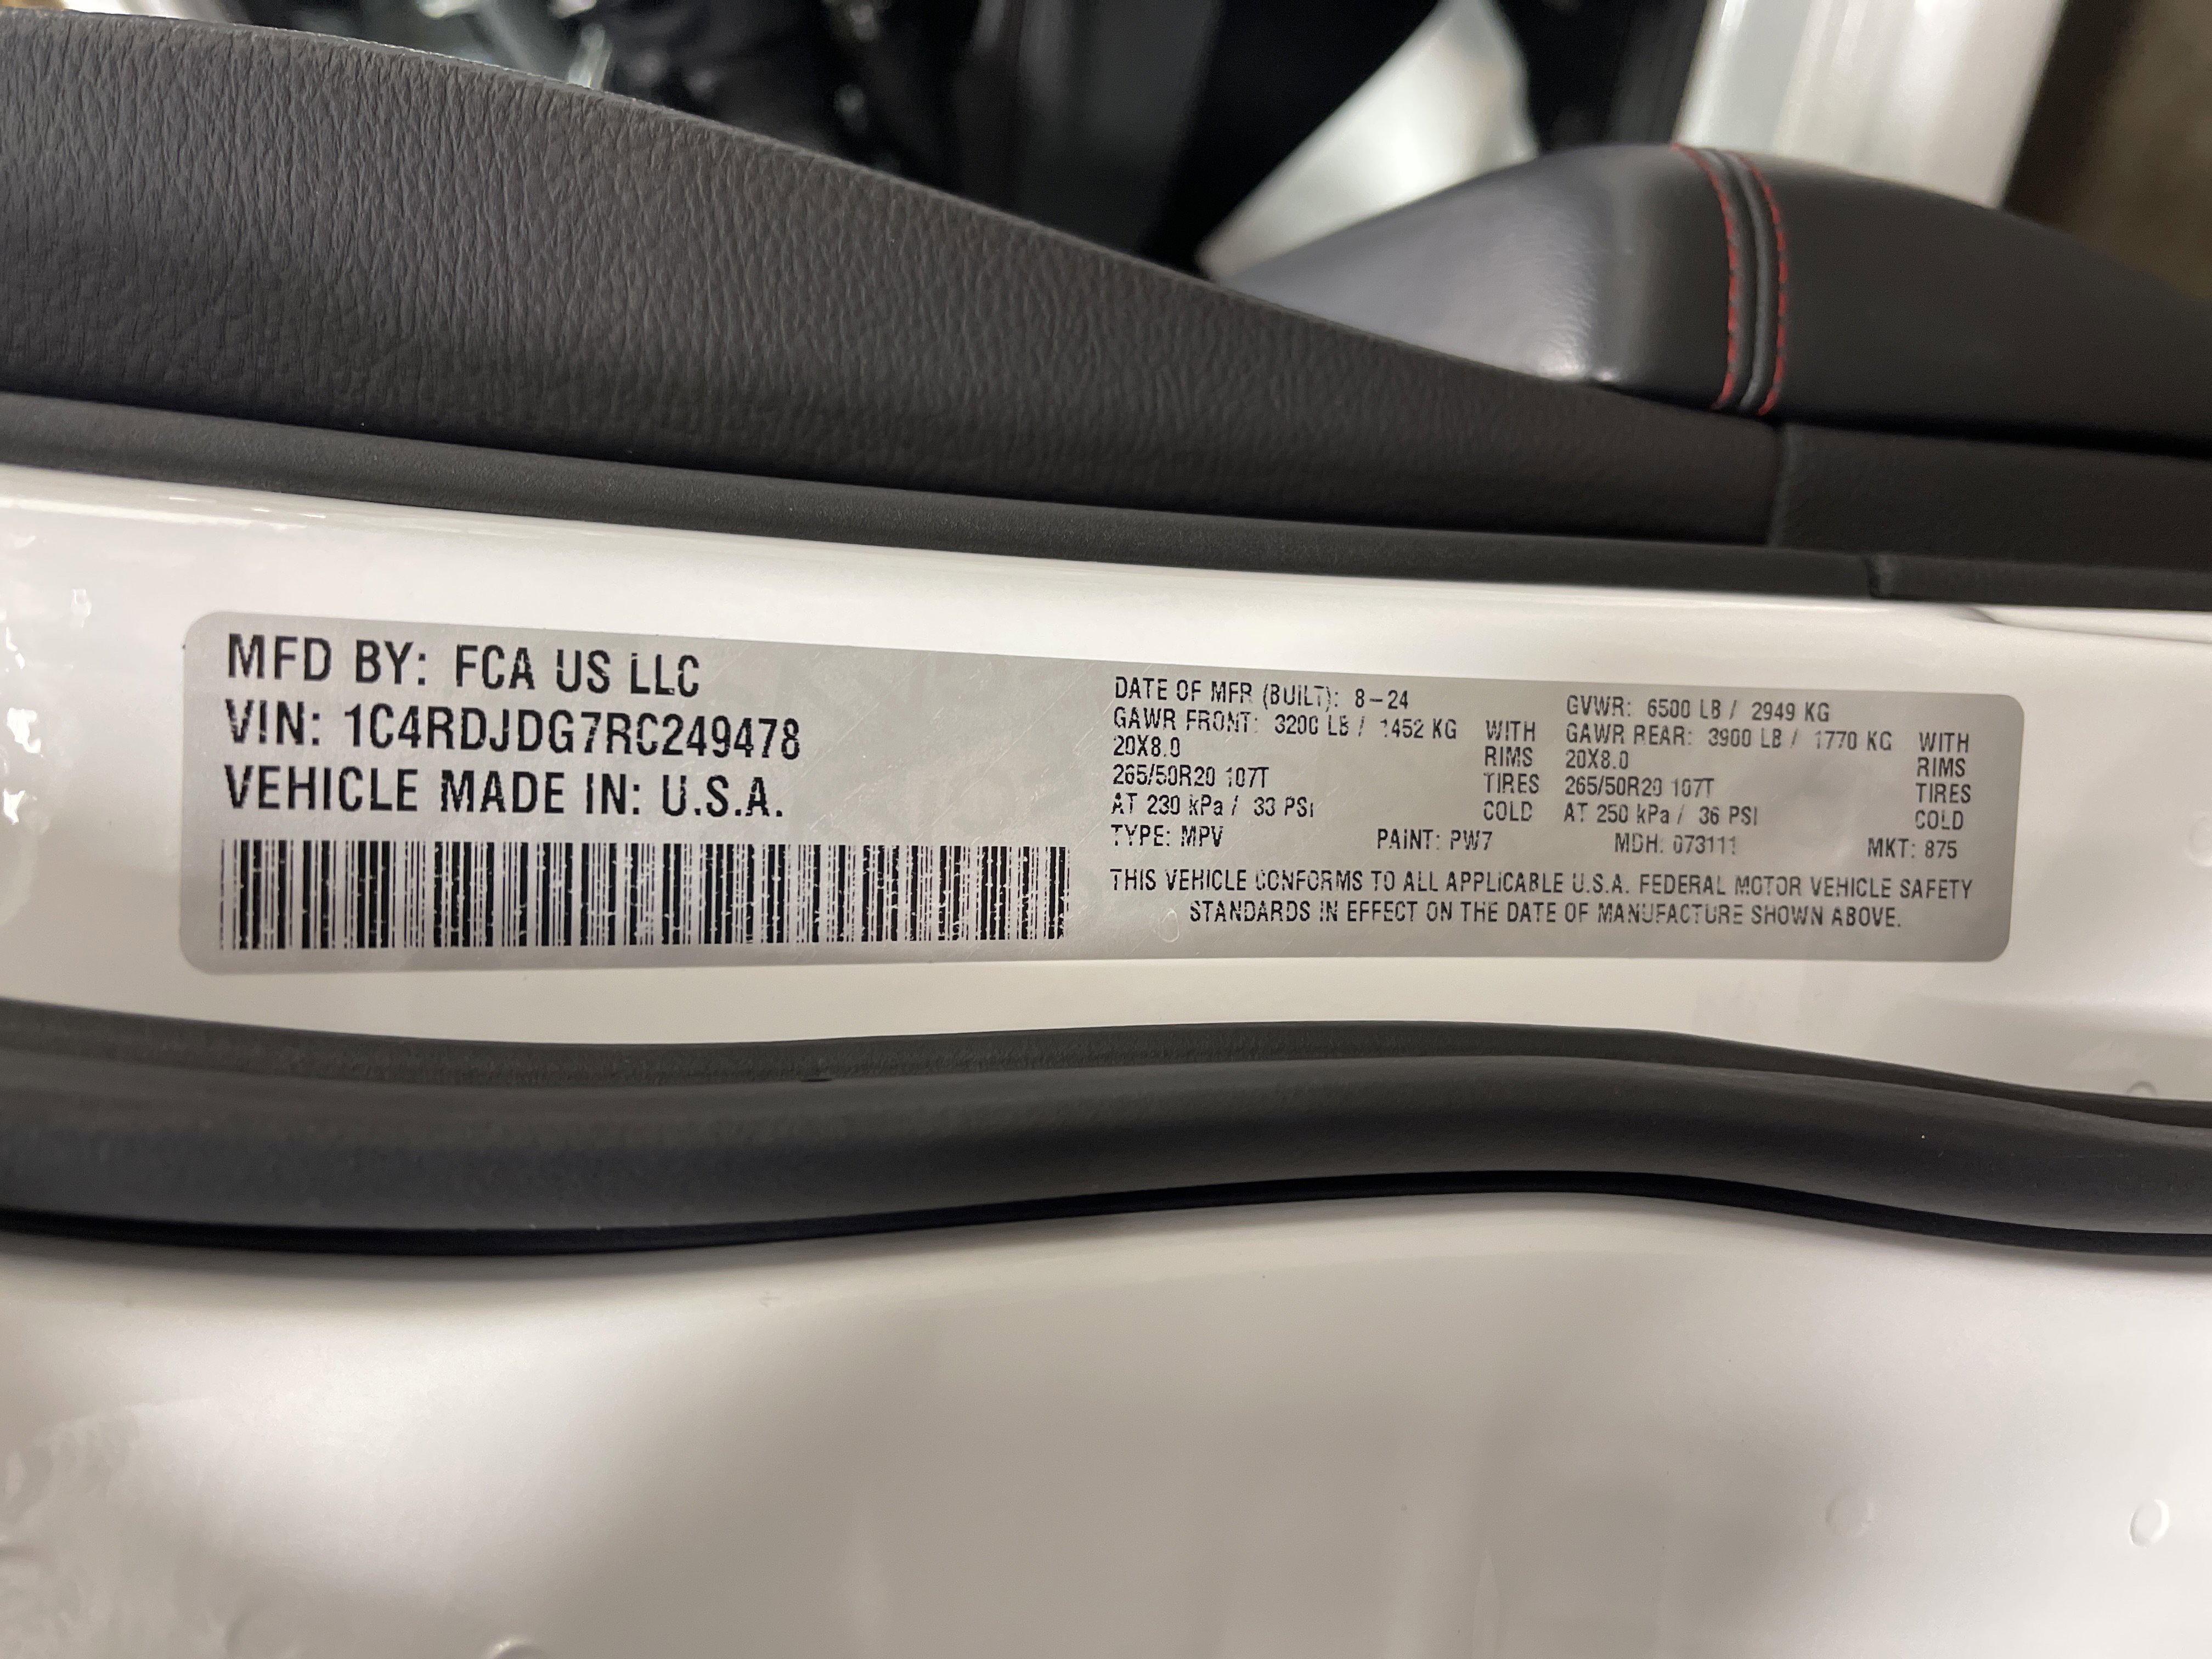 MFD BY: FCA US LLC
VIN: 1C4RDJDG7RC249478
VEHICLE MADE IN: U.S.A.
DATE OF MFR (BUILT): 8-24
GAWR FRONT: 3200 LB / 1452 KG WITH
20X8.0 RIMS
265/50R20 107T TIRES
AT 230 kPa / 33 PSI COLD
GVWR: 6500 LB / 2949 KG
GAWR REAR: 3900 LB / 1770 KG WITH
20X8.0 RIMS
265/50R20 107T TIRES
AT 250 kPa / 36 PSI COLD
TYPE: MPV PAINT: PW7 MDH: 073111 MKT: 875
THIS VEHICLE CONFORMS TO ALL APPLICABLE U.S.A. FEDERAL MOTOR VEHICLE SAFETY
STANDARDS IN EFFECT ON THE DATE OF MANUFACTURE SHOWN ABOVE.